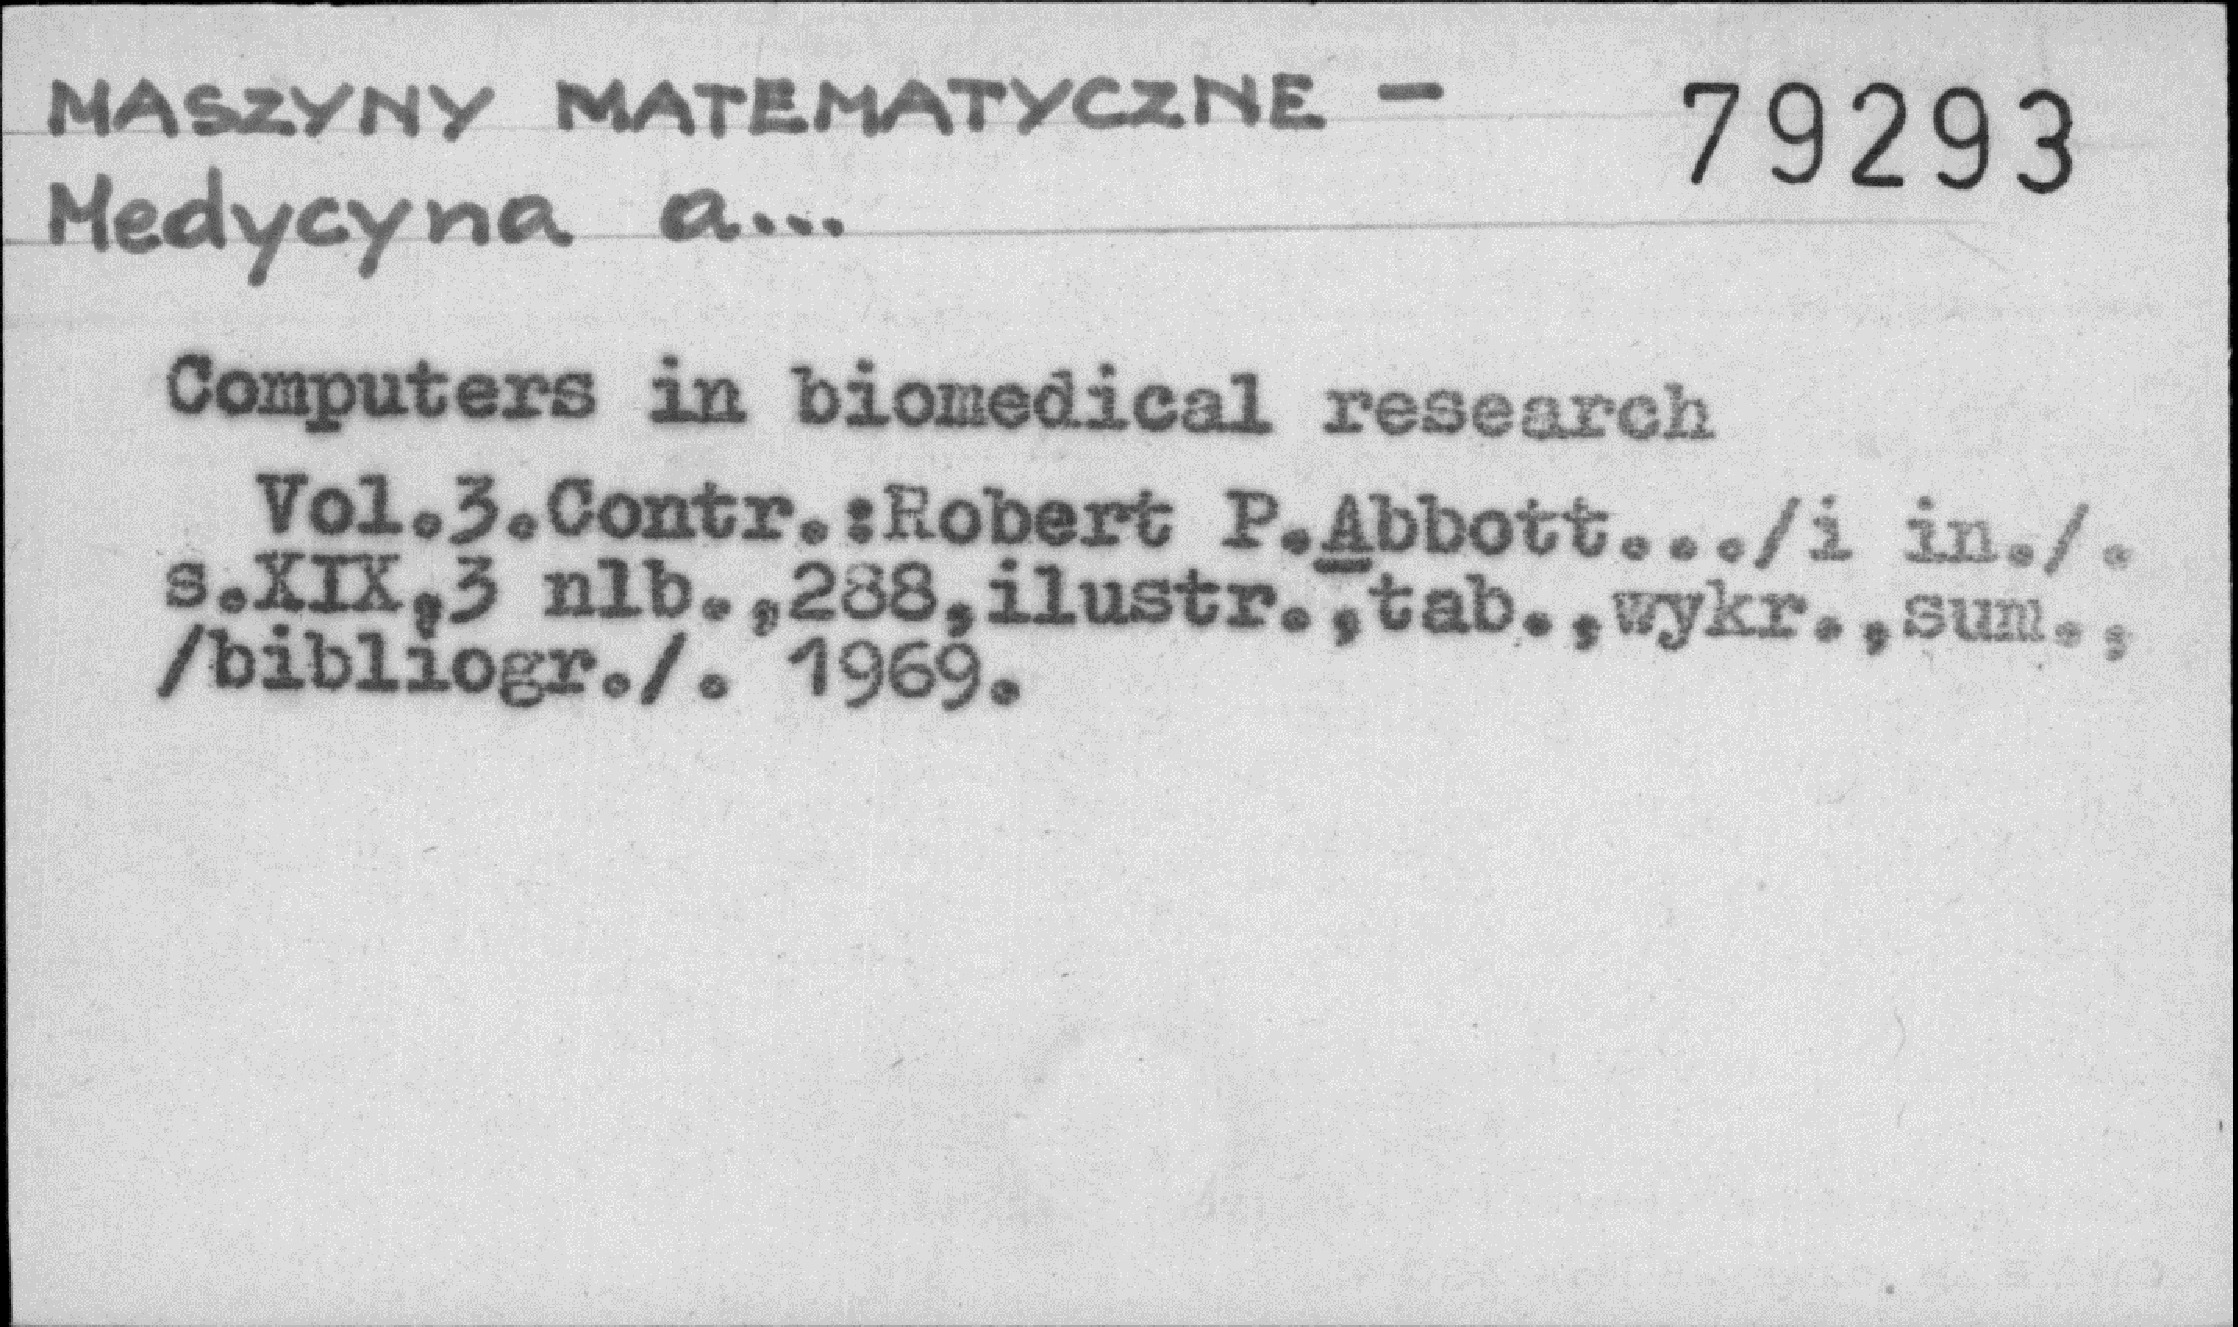 MASZYNY MATEMATYCZNE - 79293
Medycyna a...
Computers in biomedical research
Vol.3.Contr.:Robert P.Abbott.../i in./.
s.XIX,3 nlb.,288,ilustr.,tab.,wykr.,sum.,
/bibliogr./. 1969.